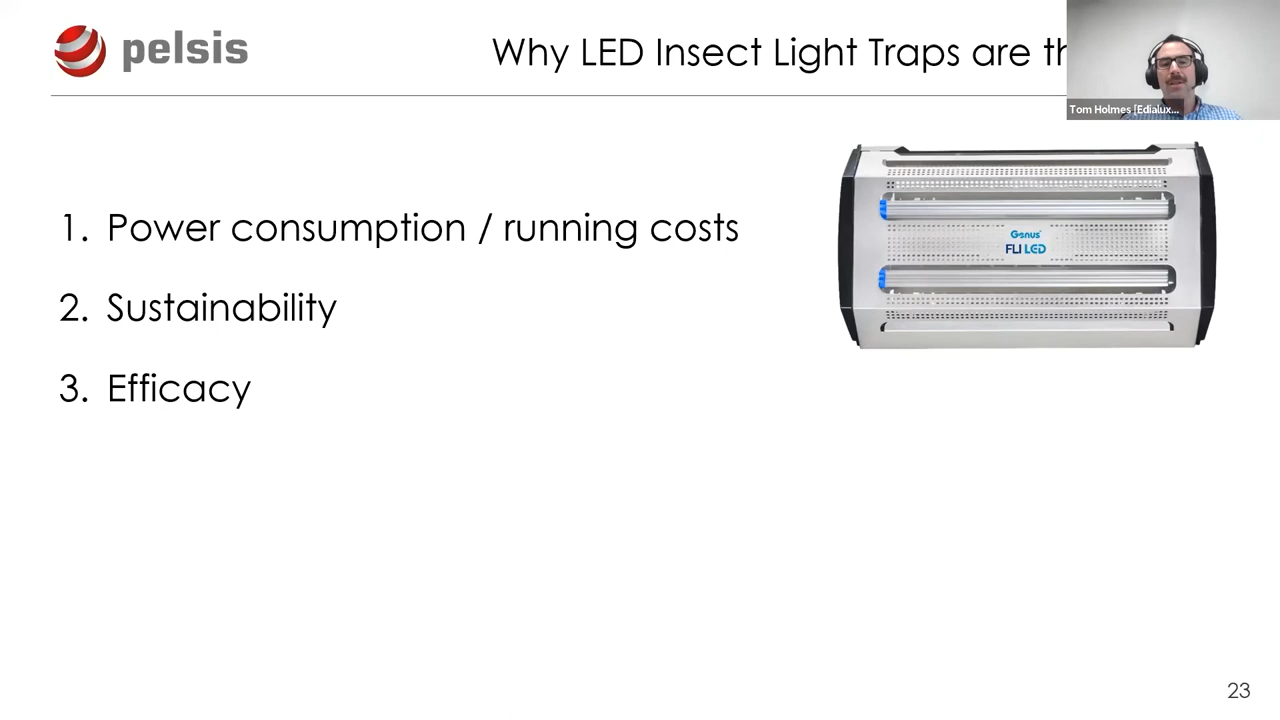 pelsis
Why LED Insect Light Traps are
Tom Holmes [Edialux...
Genus
FLI LED
1. Power consumption / running costs
2. Sustainability
3. Efficacy
23